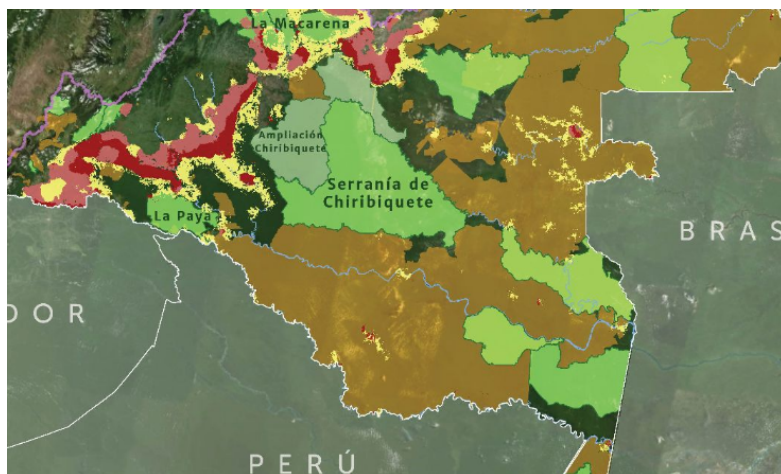 La Macarena
Ampliación
Chiribiquete
Serranía de
Chiribiquete
La Paya
BRAS
DOR
PERÚ